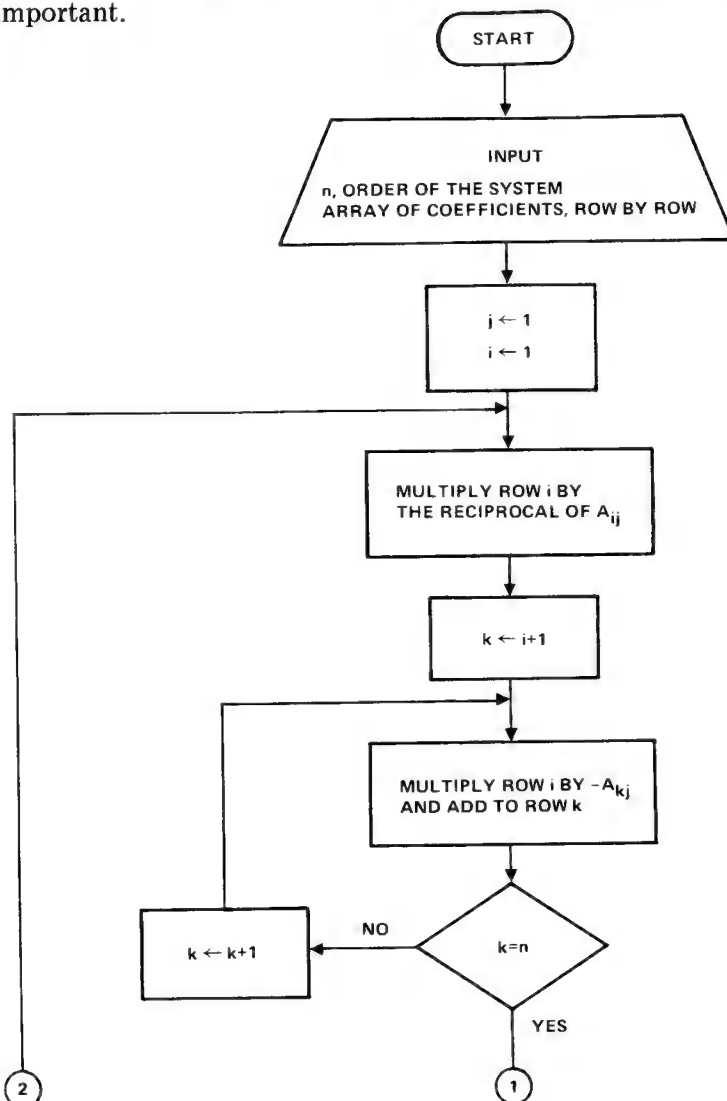 mportant.
START
INPUT
n, ORDER OF THE SYSTEM
ARRAY OF COEFFICIENTS, ROW BY ROW
j ← 1
i ← 1
MULTIPLY ROW i BY
THE RECIPROCAL OF Aij
k ← i+1
MULTIPLY ROW i BY -Akj
AND ADD TO ROW k
k=n
NO
k ← k+1
YES
2
1